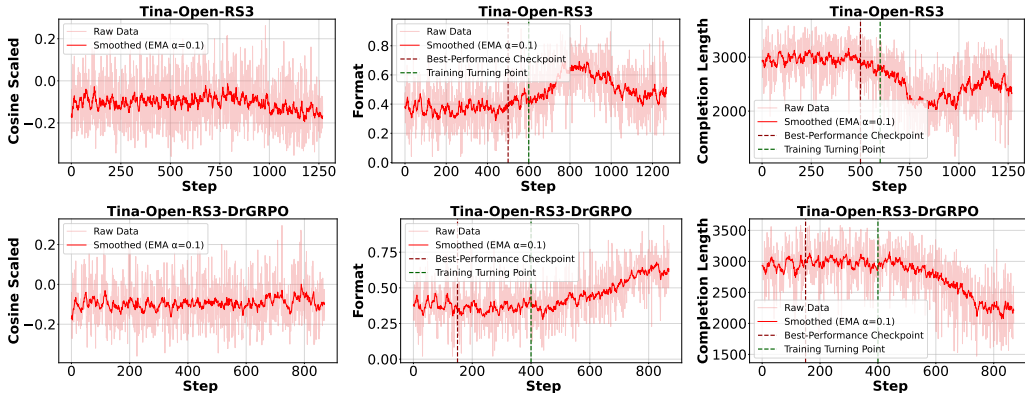 Tina-Open-RS3
Cosine Scaled
0.2
0.0
−0.2
Raw Data
Smoothed (EMA α=0.1)
0 250 500 750 1000 1250
Step
Tina-Open-RS3
Format
0.8
0.6
0.4
0.2
0.0
Raw Data
Smoothed (EMA α=0.1)
Best-Performance Checkpoint
Training Turning Point
0 200 400 600 800 1000 1200
Step
Tina-Open-RS3
Completion Length
3000
2000
Raw Data
Smoothed (EMA α=0.1)
Best-Performance Checkpoint
Training Turning Point
0 250 500 750 1000 1250
Step
Tina-Open-RS3-DrGRPO
Cosine Scaled
0.2
0.0
−0.2
Raw Data
Smoothed (EMA α=0.1)
0 200 400 600 800
Step
Tina-Open-RS3-DrGRPO
Format
0.75
0.50
0.25
0.00
Raw Data
Smoothed (EMA α=0.1)
Best-Performance Checkpoint
Training Turning Point
0 200 400 600 800
Step
Tina-Open-RS3-DrGRPO
Completion Length
3500
3000
2500
2000
1500
Raw Data
Smoothed (EMA α=0.1)
Best-Performance Checkpoint
Training Turning Point
0 200 400 600 800
Step